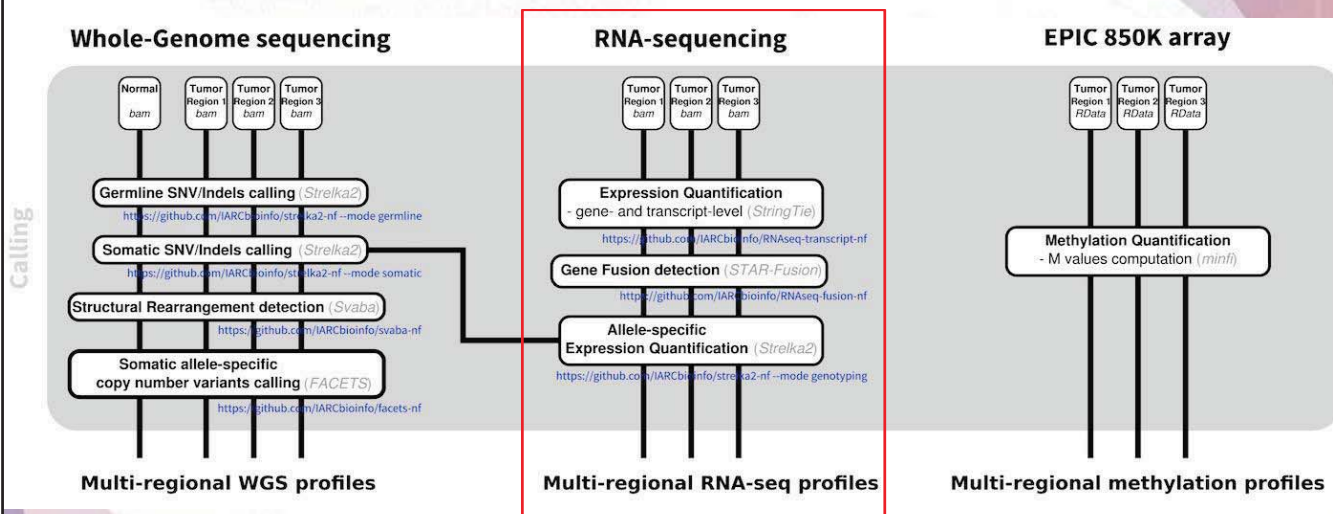 Whole-Genome sequencing
RNA-sequencing
EPIC 850K array
Calling
Normal
bam
Tumor
Region 1
bam
Tumor
Region 2
bam
Tumor
Region 3
bam
Germline SNV/Indels calling (Strelka2)
https://github.com/IARCbioinfo/strelka2-nf --mode germline
Somatic SNV/Indels calling (Strelka2)
https://github.com/IARCbioinfo/strelka2-nf --mode somatic
Structural Rearrangement detection (Svaba)
https://github.com/IARCbioinfo/svaba-nf
Somatic allele-specific
copy number variants calling (FACETS)
https://github.com/IARCbioinfo/facets-nf
Multi-regional WGS profiles
Tumor
Region 1
bam
Tumor
Region 2
bam
Tumor
Region 3
bam
Expression Quantification
- gene- and transcript-level (StringTie)
https://github.com/IARCbioinfo/RNAseq-transcript-nf
Gene Fusion detection (STAR-Fusion)
https://github.com/IARCbioinfo/RNAseq-fusion-nf
Allele-specific
Expression Quantification (Strelka2)
https://github.com/IARCbioinfo/strelka2-nf --mode genotyping
Multi-regional RNA-seq profiles
Tumor
Region 1
RData
Tumor
Region 2
RData
Tumor
Region 3
RData
Methylation Quantification
- M values computation (minfi)
Multi-regional methylation profiles